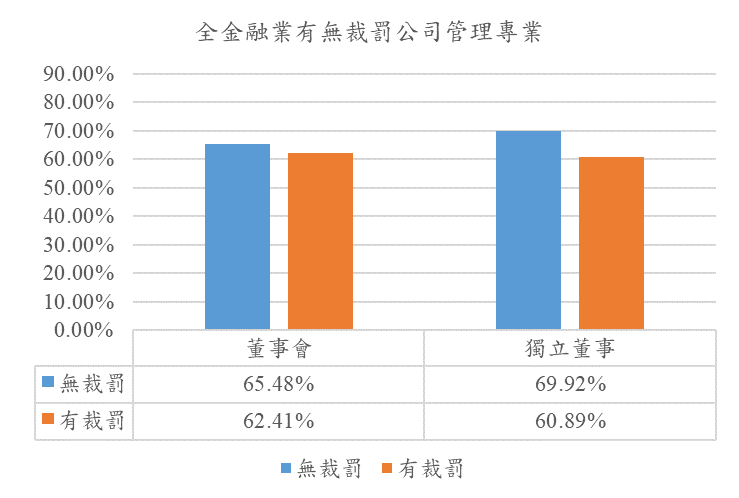 全金融業有無裁罰公司管理專業
90.00%
80.00%
70.00%
60.00%
50.00%
40.00%
30.00%
20.00%
10.00%
0.00%
董事會 獨立董事
無裁罰 65.48% 69.92%
有裁罰 62.41% 60.89%
無裁罰 有裁罰